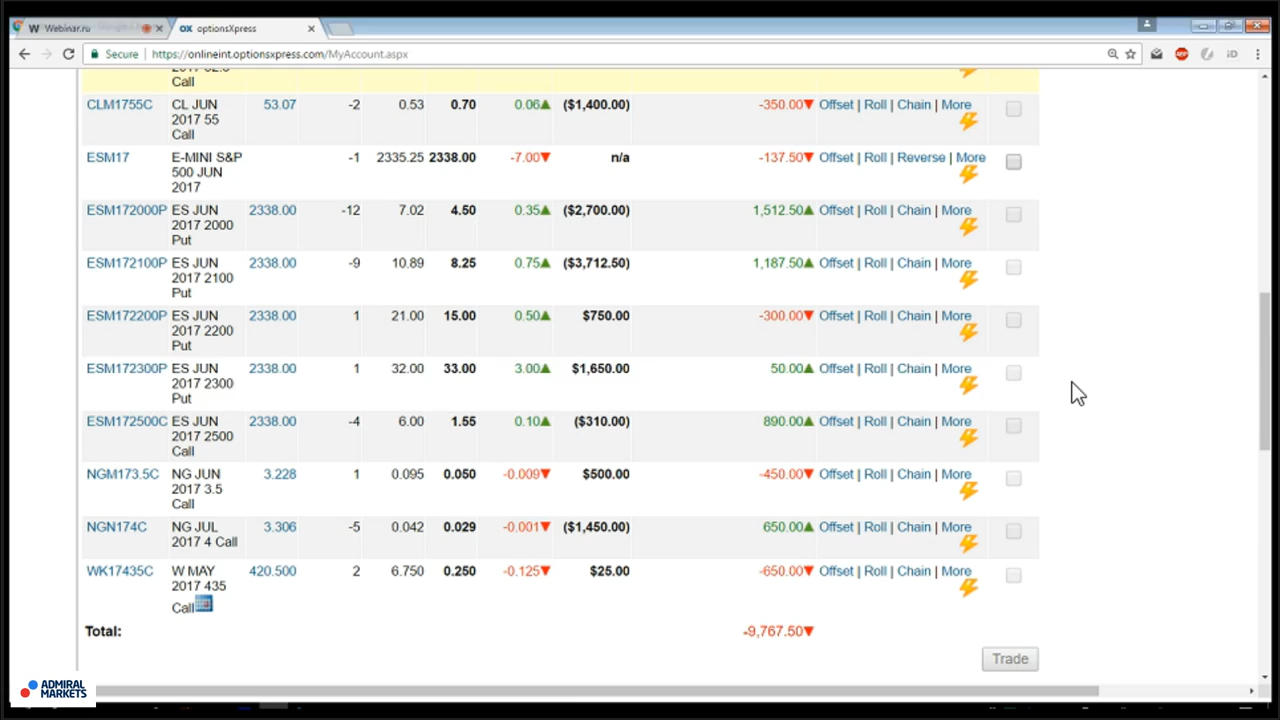 Webinar.ru
OX optionsXpress
Secure | https://onlineint.optionsxpress.com/MyAccount.aspx
Call
CLM1755C CL JUN 2017 55 Call 53.07 -2 0.53 0.70 0.06 ($1,400.00) -350.00 Offset | Roll | Chain | More
ESM17 E-MINI S&P 500 JUN 2017 -1 2335.25 2338.00 -7.00 n/a -137.50 Offset | Roll | Reverse | More
ESM172000P ES JUN 2017 2000 Put 2338.00 -12 7.02 4.50 0.35 ($2,700.00) 1,512.50 Offset | Roll | Chain | More
ESM172100P ES JUN 2017 2100 Put 2338.00 -9 10.89 8.25 0.75 ($3,712.50) 1,187.50 Offset | Roll | Chain | More
ESM172200P ES JUN 2017 2200 Put 2338.00 1 21.00 15.00 0.50 $750.00 -300.00 Offset | Roll | Chain | More
ESM172300P ES JUN 2017 2300 Put 2338.00 1 32.00 33.00 3.00 $1,650.00 50.00 Offset | Roll | Chain | More
ESM172500C ES JUN 2017 2500 Call 2338.00 -4 6.00 1.55 0.10 ($310.00) 890.00 Offset | Roll | Chain | More
NGM173.5C NG JUN 2017 3.5 Call 3.228 1 0.095 0.050 -0.009 $500.00 -450.00 Offset | Roll | Chain | More
NGN174C NG JUL 2017 4 Call 3.306 -5 0.042 0.029 -0.001 ($1,450.00) 650.00 Offset | Roll | Chain | More
WK17435C W MAY 2017 435 Call 420.500 2 6.750 0.250 -0.125 $25.00 -650.00 Offset | Roll | Chain | More
Total: -9,767.50
Trade
ADMIRAL
MARKETS